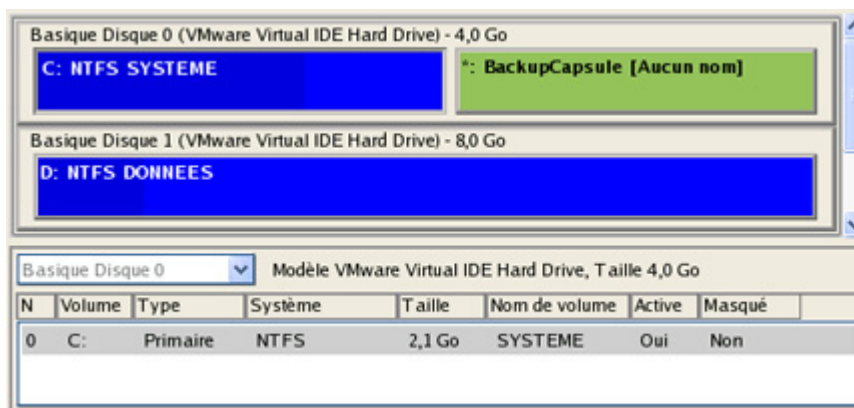 Basique Disque 0 (VMware Virtual IDE Hard Drive) - 4,0 Go
C: NTFS SYSTEME
*: BackupCapsule [Aucun nom]
Basique Disque 1 (VMware Virtual IDE Hard Drive) - 8,0 Go
D: NTFS DONNEES
Basique Disque 0 Modèle VMware Virtual IDE Hard Drive, Taille 4,0 Go
N Volume Type Système Taille Nom de volume Active Masqué
0 C: Primaire NTFS 2,1 Go SYSTEME Oui Non